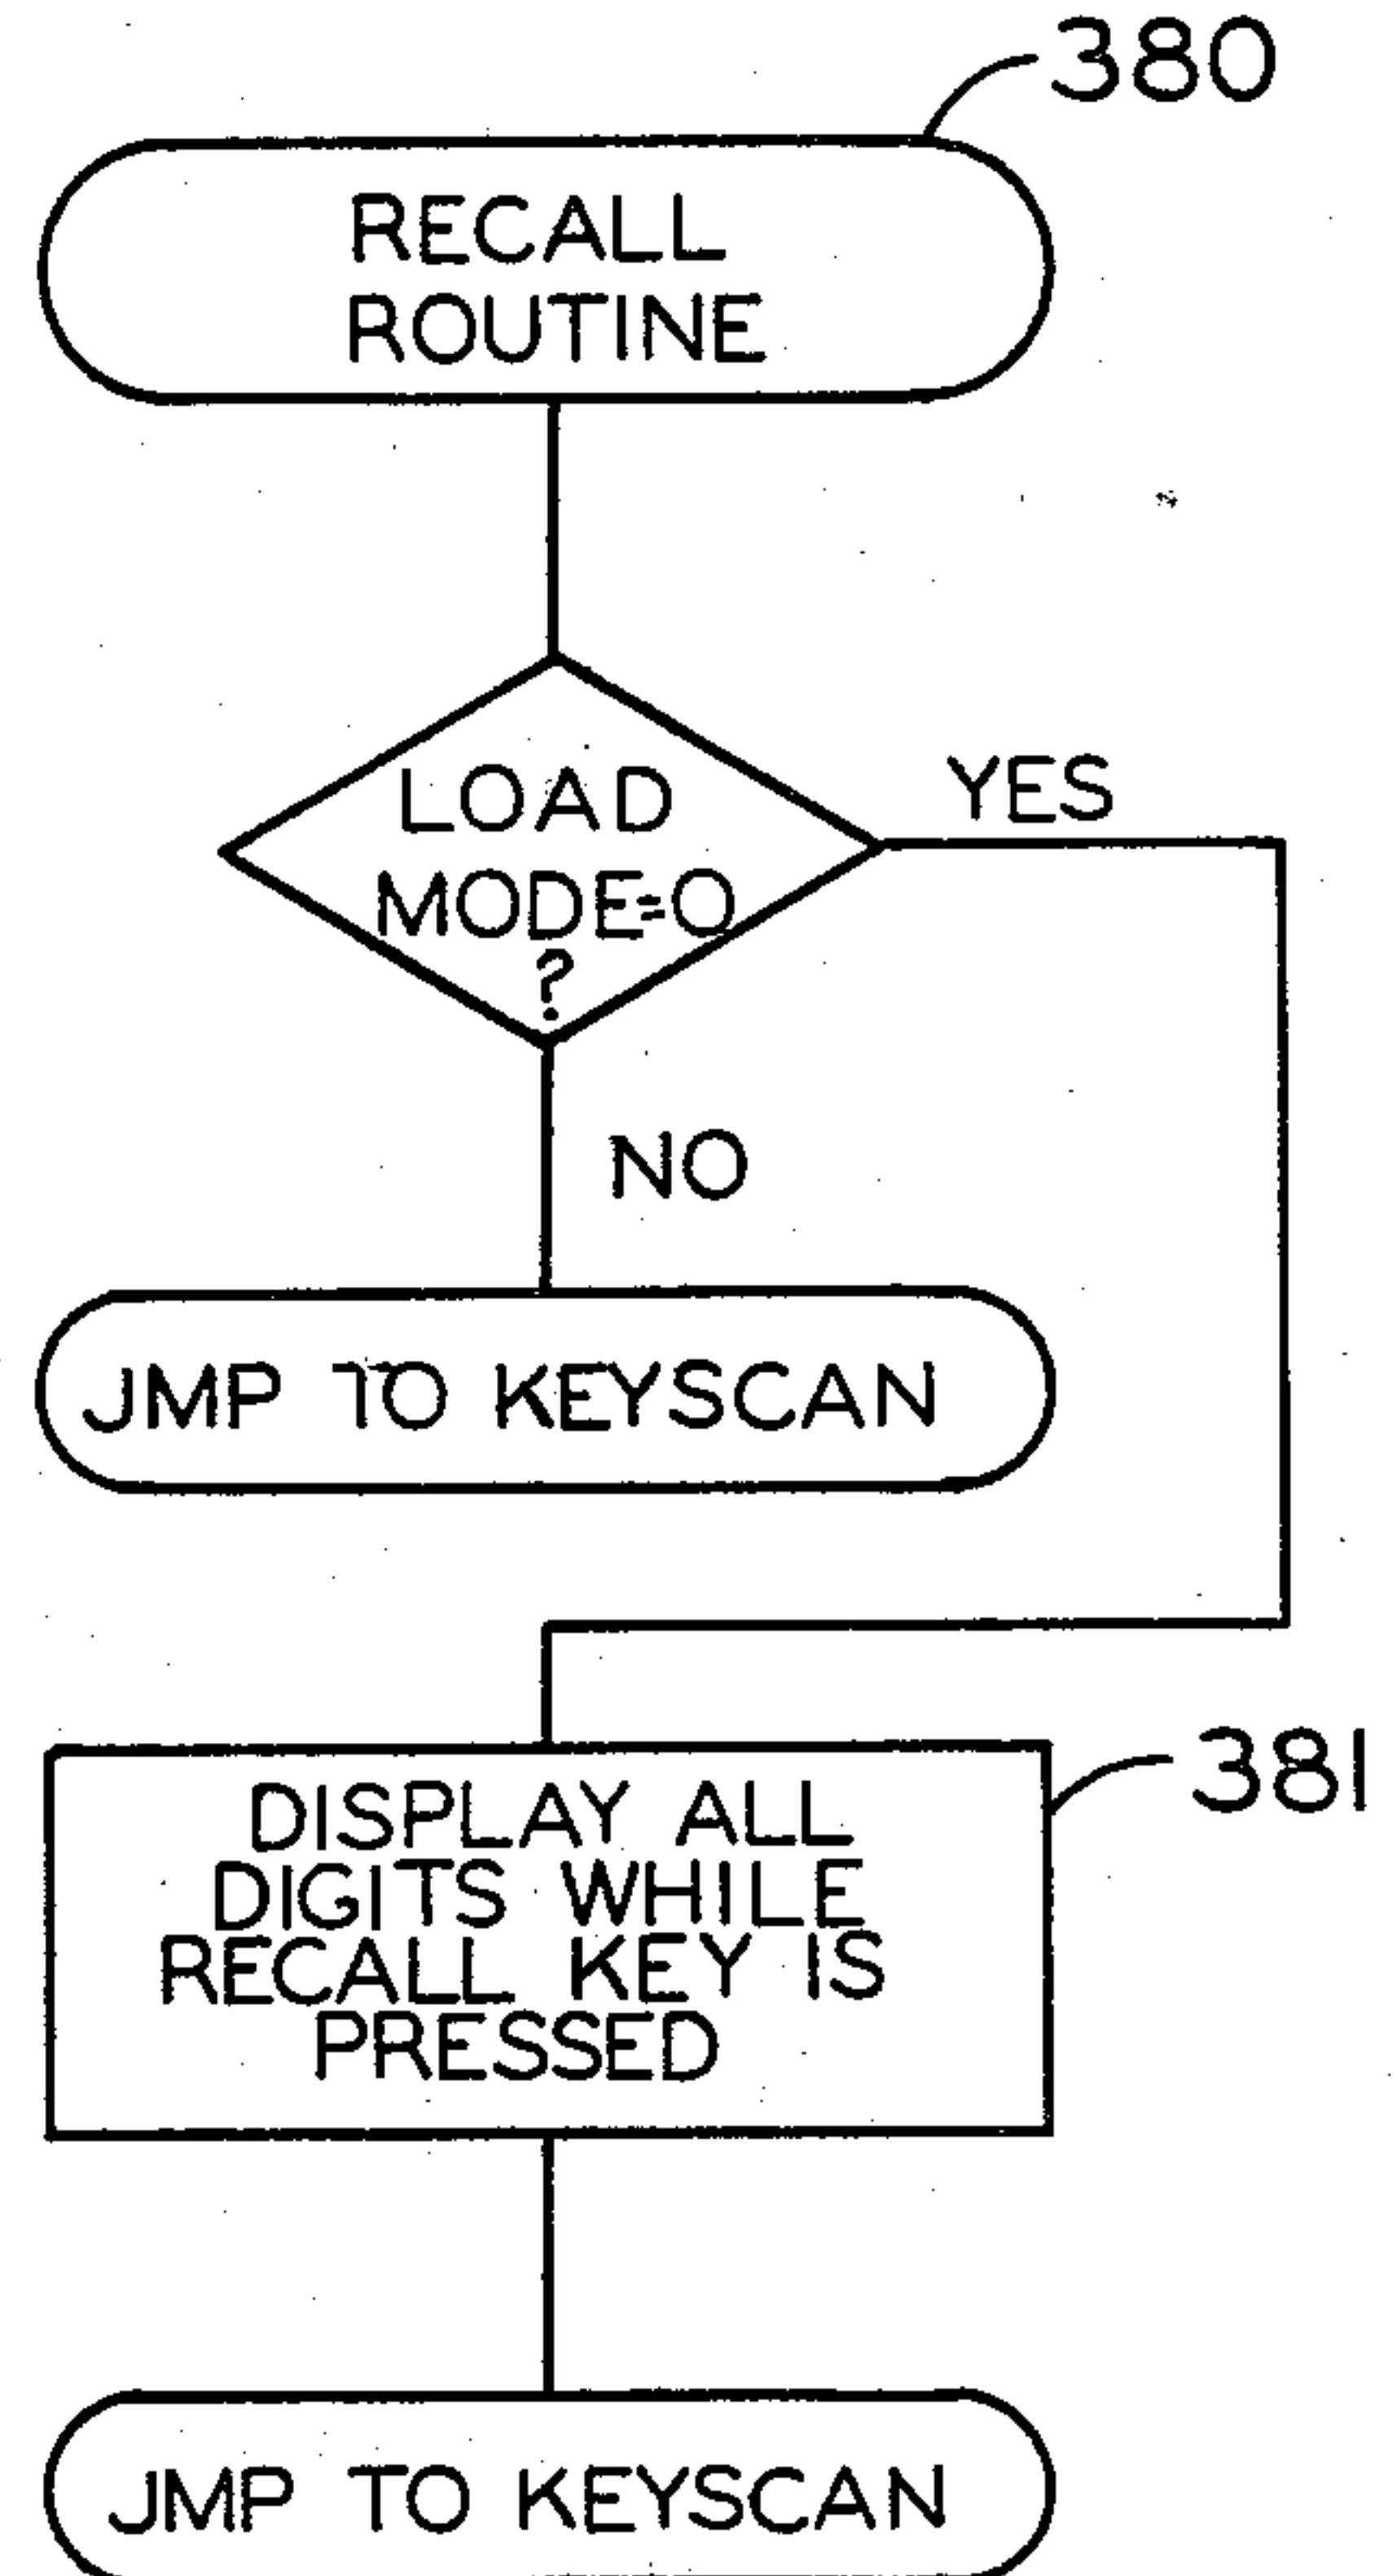 380
RECALL
ROUTINE
LOAD
MODE=0
?
YES
NO
JMP TO KEYSCAN
381
DISPLAY ALL
DIGITS WHILE
RECALL KEY IS
PRESSED
JMP TO KEYSCAN